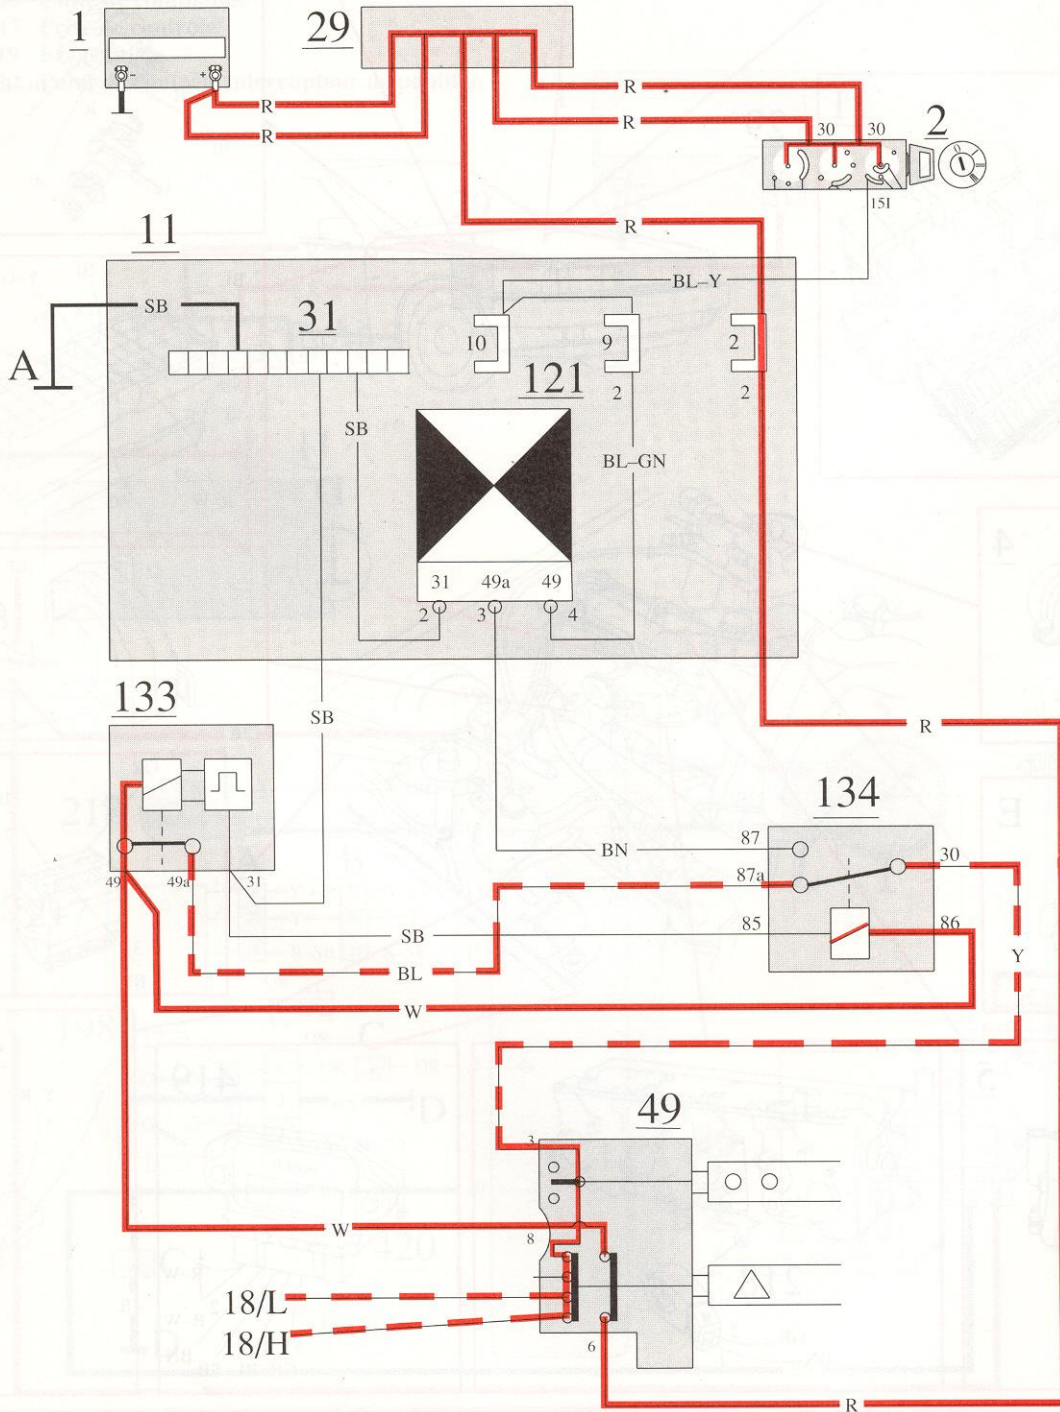 1
29
- +
R
R
R
R
30 30
2
15I
R
11
BL–Y
SB
31
10
9
2
A
121
2
2
SB
BL–GN
31 49a 49
2 3 4
133
SB
R
134
87
BN
30
49 49a 31
87a
85
86
SB
Y
BL
W
49
3
W
8
18/L
18/H
6
R